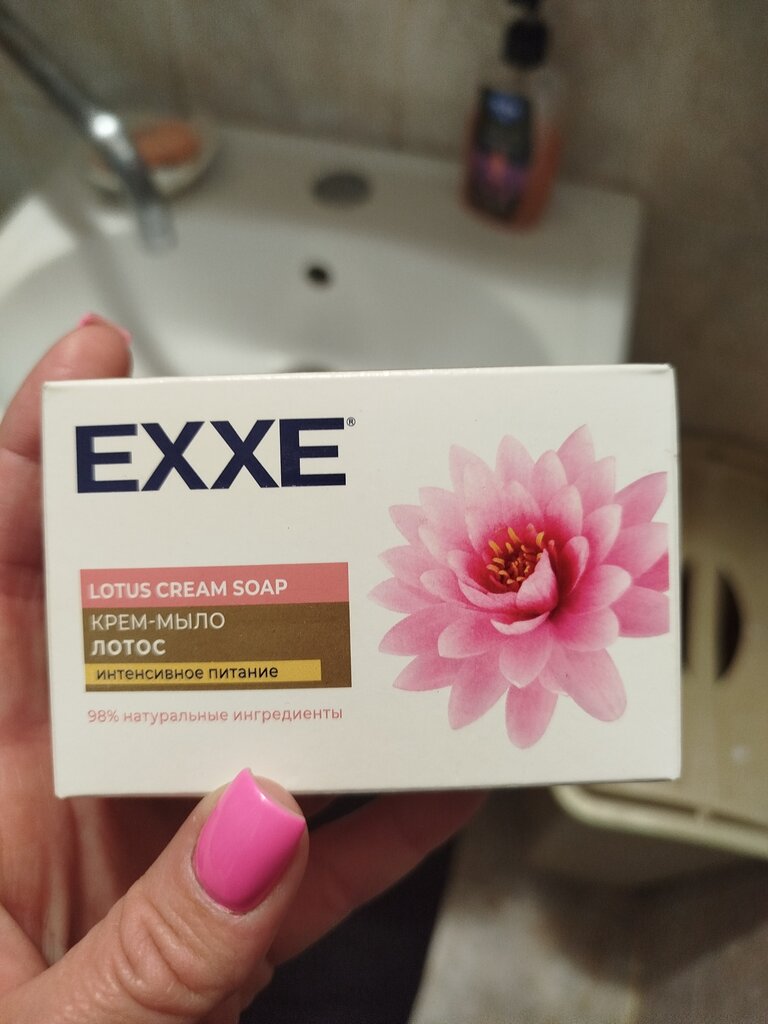 EXXE®
LOTUS CREAM SOAP
КРЕМ-МЫЛО
ЛОТОС
интенсивное питание
98% натуральные ингредиенты